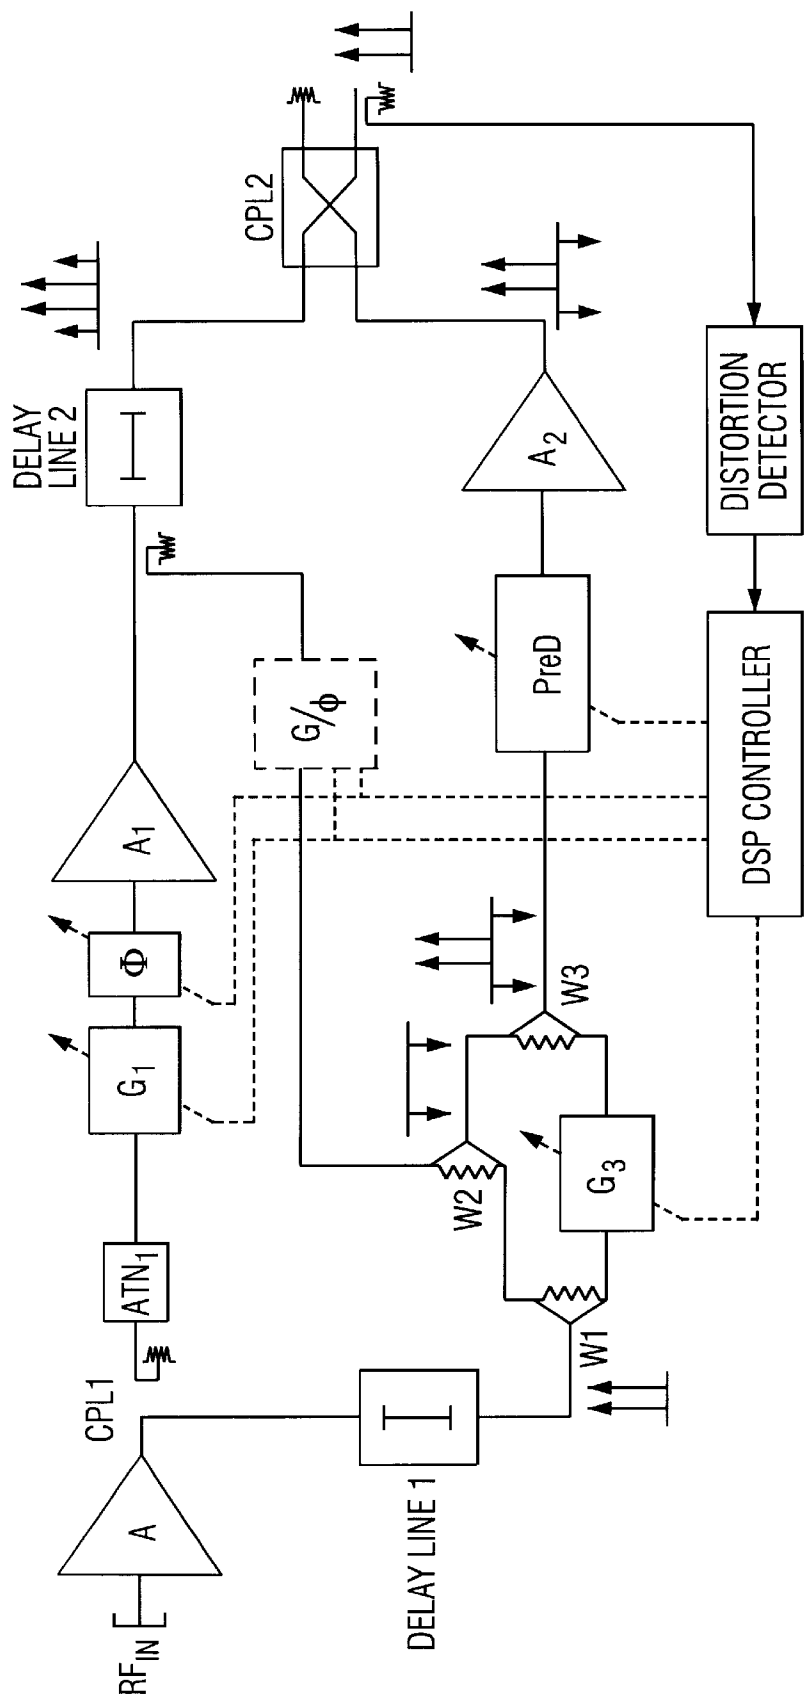 RF_IN
A
CPL1
ATN_1
G_1
Φ
A_1
DELAY
LINE 2
CPL2
DELAY LINE 1
W1
W2
W3
G_3
G/ϕ
PreD
A_2
DSP CONTROLLER
DISTORTION
DETECTOR